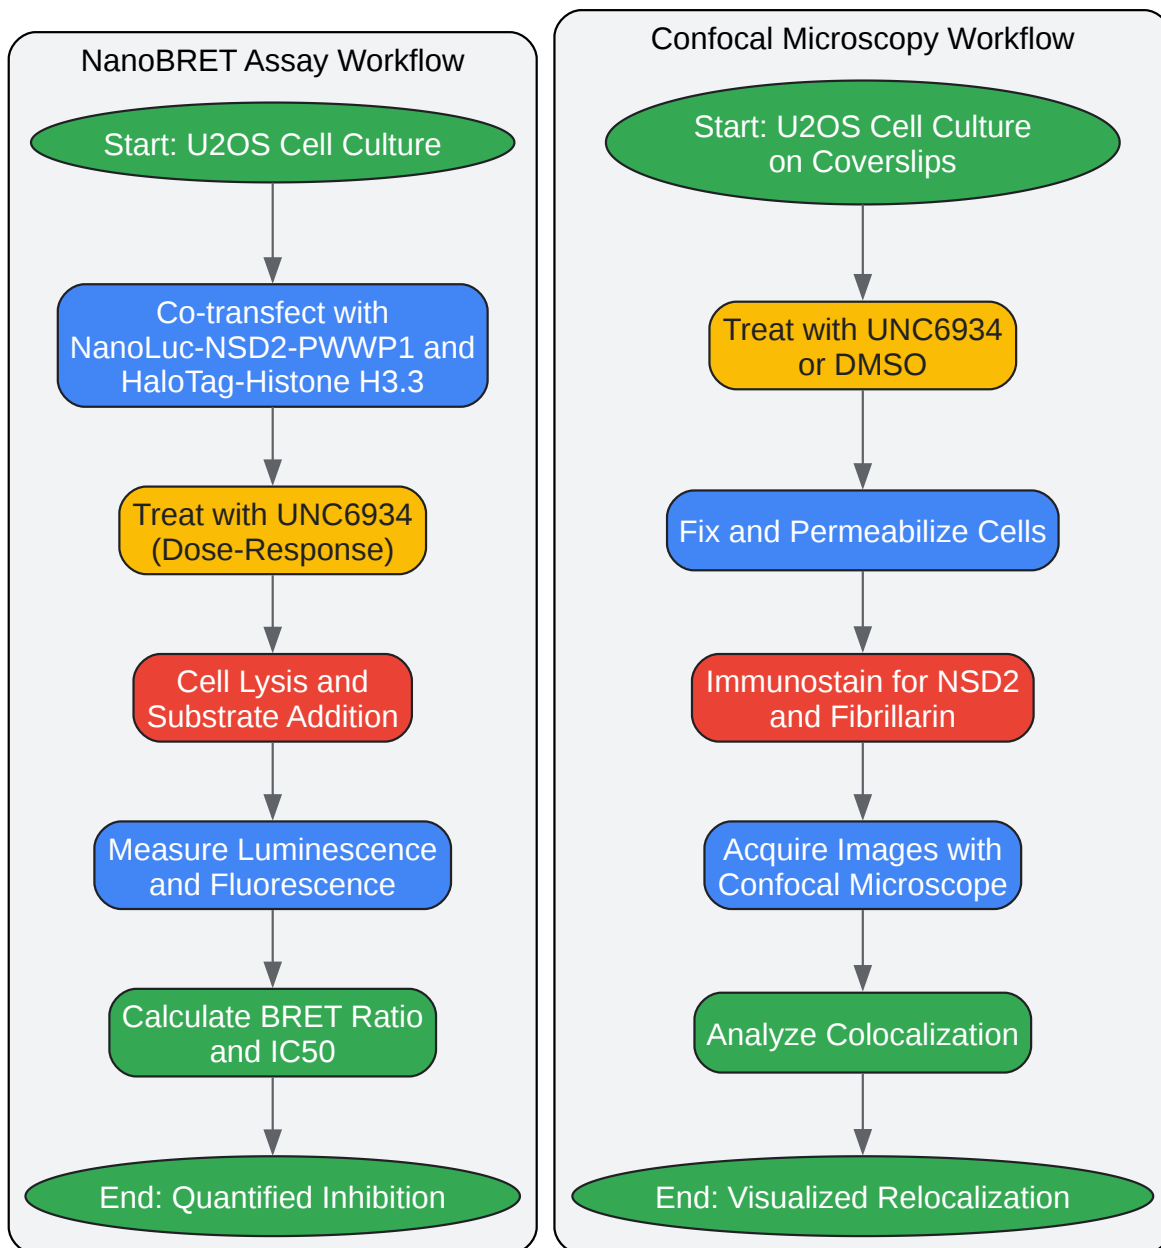 NanoBRET Assay Workflow
Start: U2OS Cell Culture
Co-transfect with
NanoLuc-NSD2-PWWP1 and
HaloTag-Histone H3.3
Treat with UNC6934
(Dose-Response)
Cell Lysis and
Substrate Addition
Measure Luminescence
and Fluorescence
Calculate BRET Ratio
and IC50
End: Quantified Inhibition
Confocal Microscopy Workflow
Start: U2OS Cell Culture
on Coverslips
Treat with UNC6934
or DMSO
Fix and Permeabilize Cells
Immunostain for NSD2
and Fibrillarin
Acquire Images with
Confocal Microscope
Analyze Colocalization
End: Visualized Relocalization